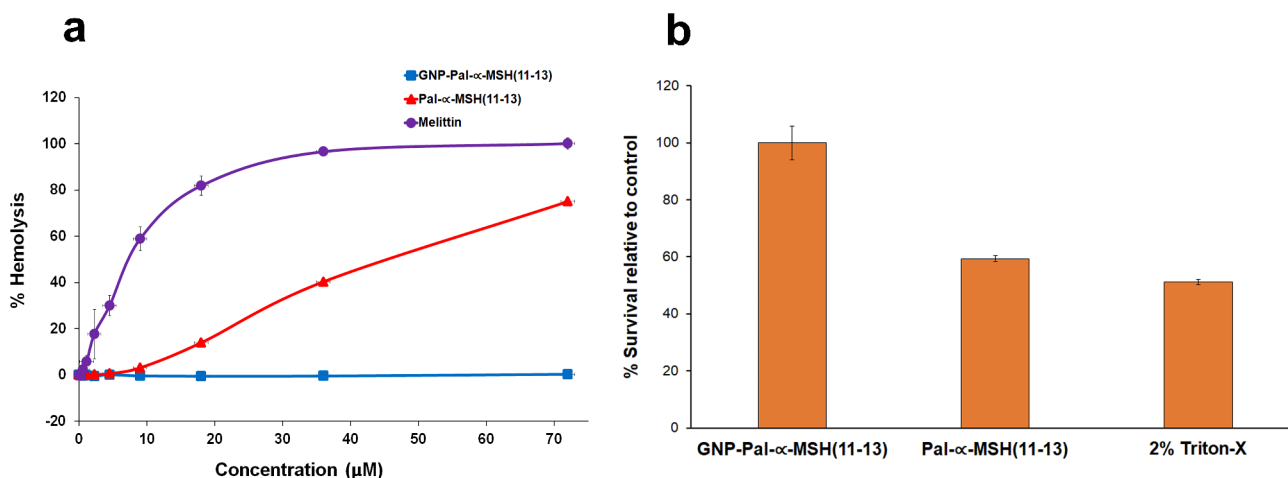 a
GNP-Pal-∝-MSH(11-13)
Pal-∝-MSH(11-13)
Melittin
% Hemolysis
120
100
80
60
40
20
0
-20
0 10 20 30 40 50 60 70
Concentration (μM)
b
% Survival relative to control
120
100
80
60
40
20
0
GNP-Pal-∝-MSH(11-13) Pal-∝-MSH(11-13) 2% Triton-X